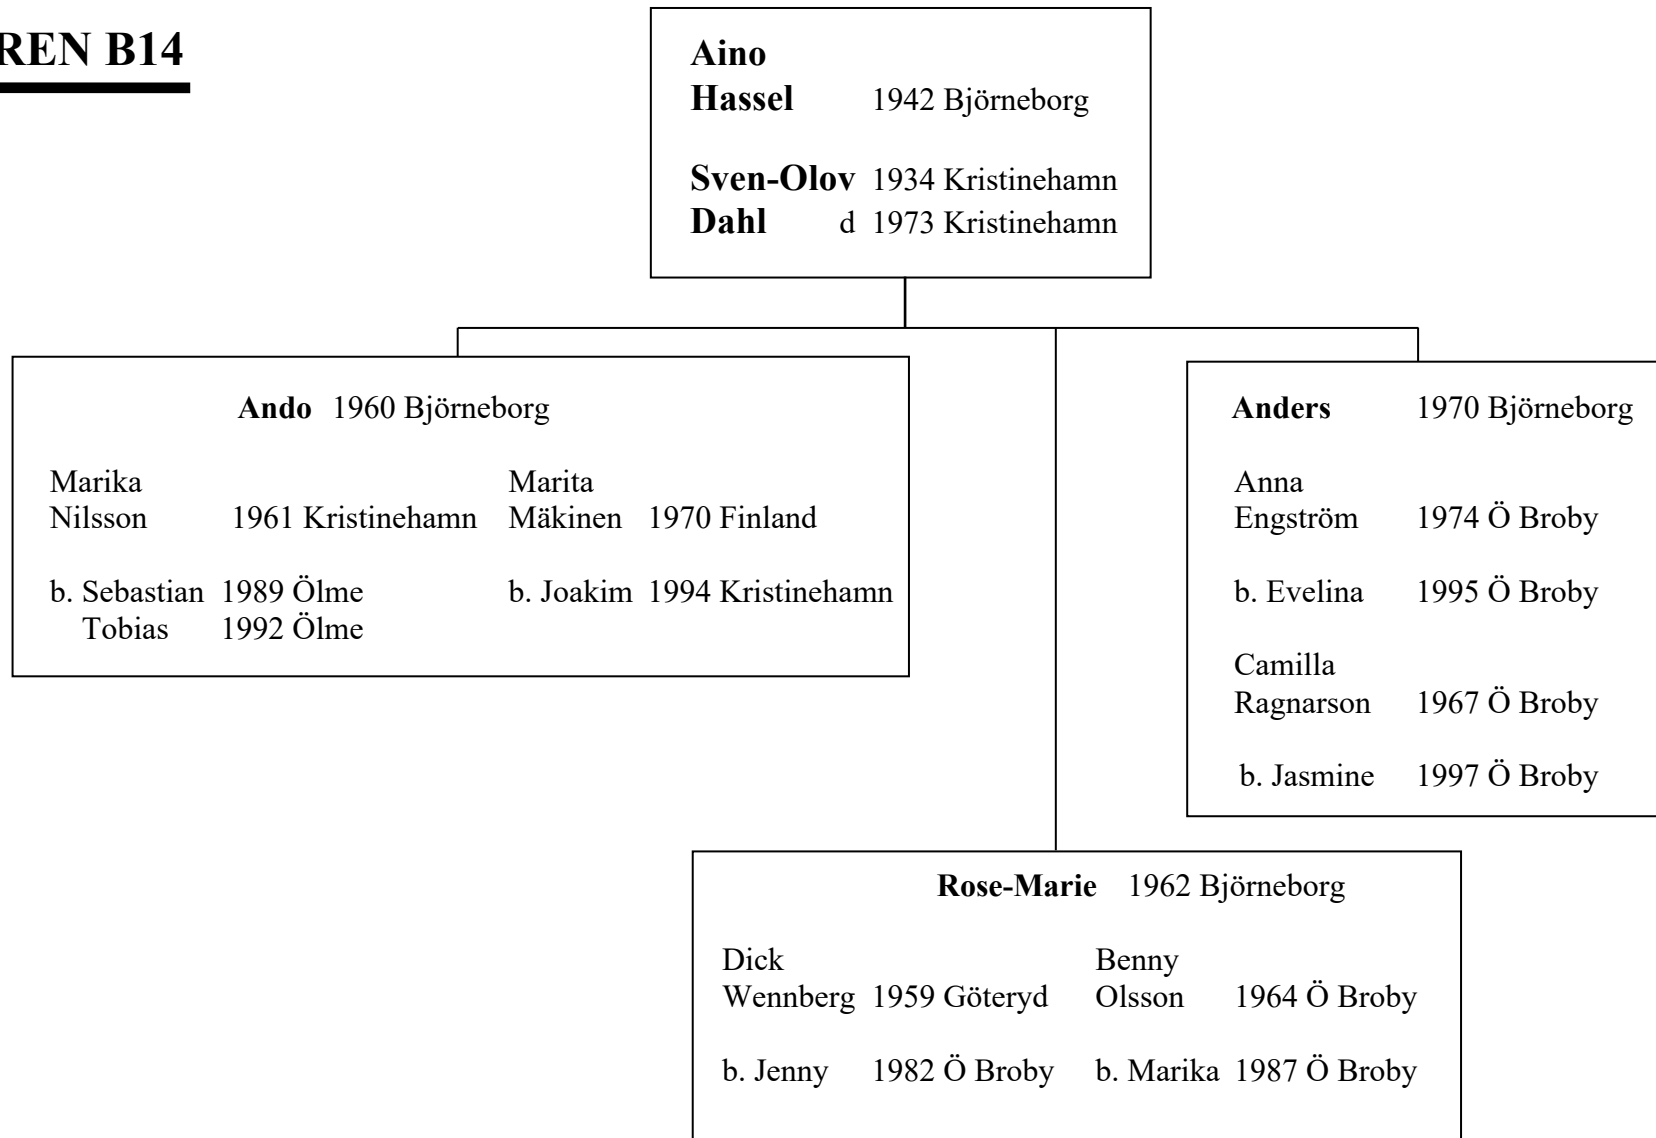 REN B14
Aino
Hassel 1942 Björneborg
Sven-Olov 1934 Kristinehamn
Dahl d 1973 Kristinehamn
Ando 1960 Björneborg
Marika
Nilsson 1961 Kristinehamn
b. Sebastian 1989 Ölme
Tobias 1992 Ölme
Marita
Mäkinen 1970 Finland
b. Joakim 1994 Kristinehamn
Anders 1970 Björneborg
Anna
Engström 1974 Ö Broby
b. Evelina 1995 Ö Broby
Camilla
Ragnarson 1967 Ö Broby
b. Jasmine 1997 Ö Broby
Rose-Marie 1962 Björneborg
Dick
Wennberg 1959 Göteryd
b. Jenny 1982 Ö Broby
Benny
Olsson 1964 Ö Broby
b. Marika 1987 Ö Broby